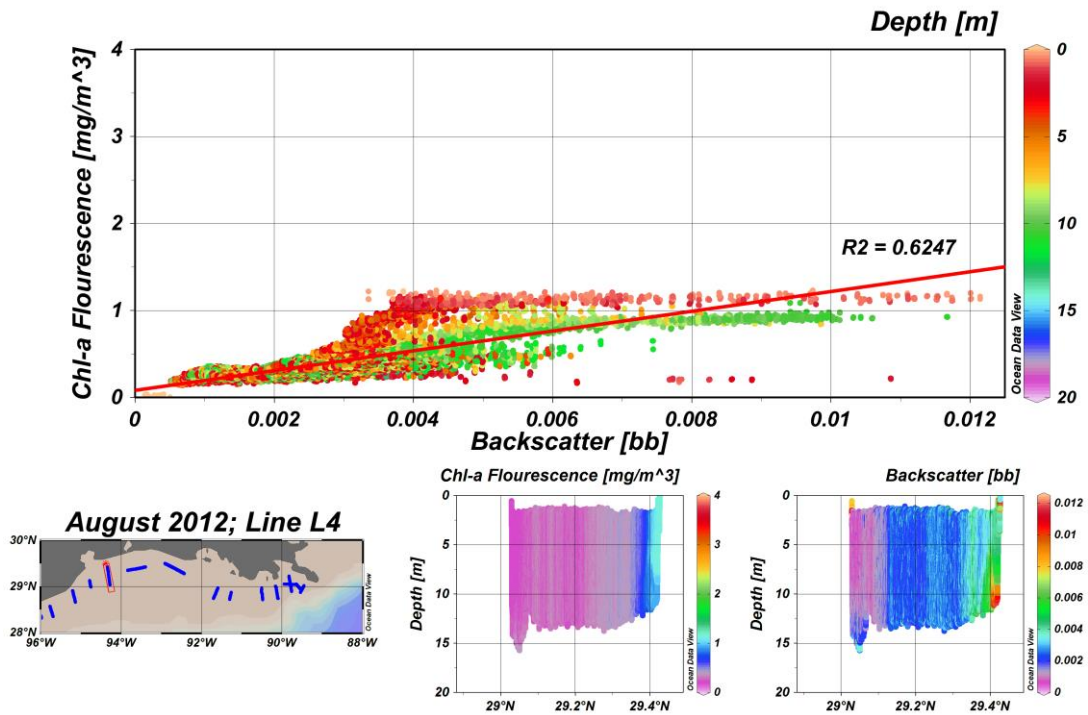 Depth [m]
Chl-a Flourescence [mg/m^3]
4
3
2
1
0
R2 = 0.6247
Ocean Data View
0
5
10
15
20
0 0.002 0.004 0.006 0.008 0.01 0.012
Backscatter [bb]
August 2012; Line L4
30°N
29°N
28°N
96°W 94°W 92°W 90°W 88°W
Ocean Data View
Chl-a Flourescence [mg/m^3]
Depth [m]
0
5
10
15
20
29°N 29.2°N 29.4°N
Ocean Data View
4
3
2
1
0
Backscatter [bb]
Depth [m]
0
5
10
15
20
29°N 29.2°N 29.4°N
Ocean Data View
0.012
0.01
0.008
0.006
0.004
0.002
0